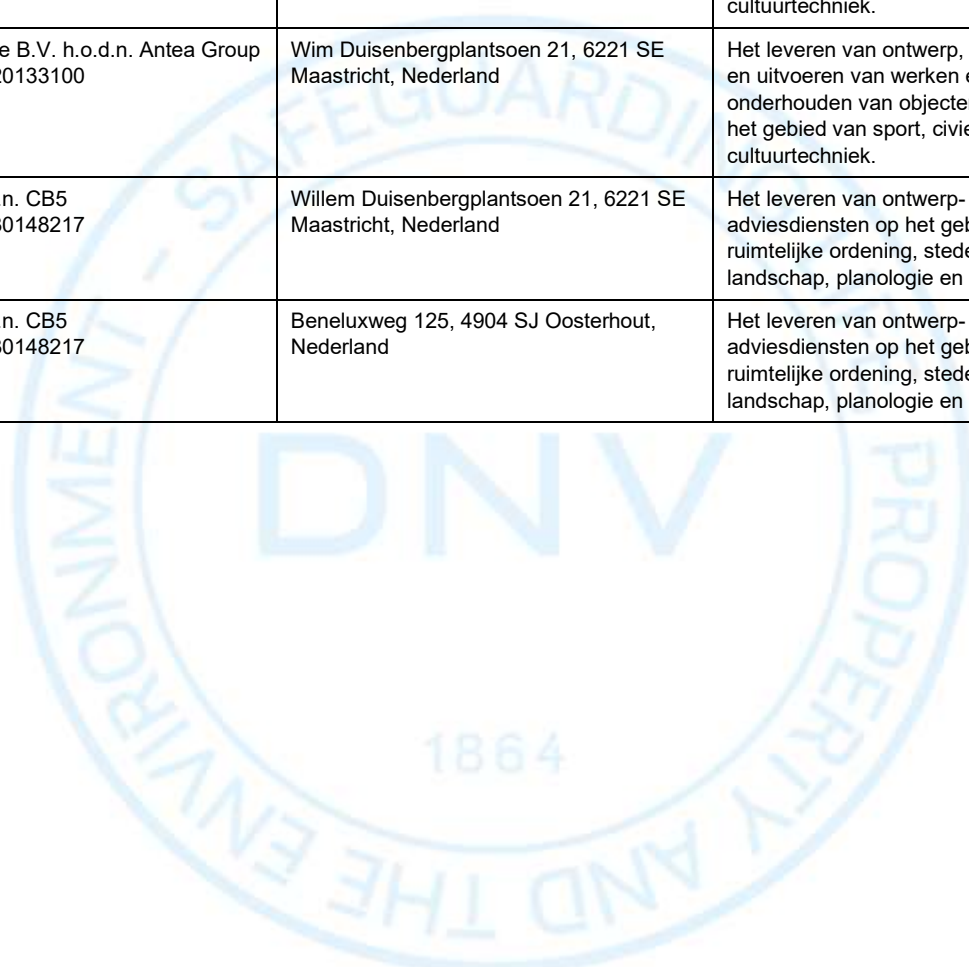 cultuurtechniek.
e B.V. h.o.d.n. Antea Group
20133100
Wim Duisenbergplantsoen 21, 6221 SE
Maastricht, Nederland
Het leveren van ontwerp,
en uitvoeren van werken e
onderhouden van objecte
het gebied van sport, civie
cultuurtechniek.
.n. CB5
30148217
Willem Duisenbergplantsoen 21, 6221 SE
Maastricht, Nederland
Het leveren van ontwerp-
adviesdiensten op het geb
ruimtelijke ordening, stede
landschap, planologie en
.n. CB5
30148217
Beneluxweg 125, 4904 SJ Oosterhout,
Nederland
Het leveren van ontwerp-
adviesdiensten op het geb
ruimtelijke ordening, stede
landschap, planologie en
SAFEGUARDING LIFE, PROPERTY AND THE ENVIRONMENT -
DNV
1864